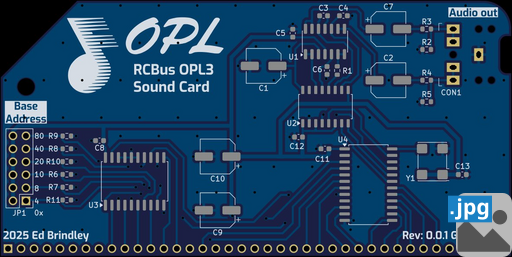 OPL
RCBus OPL3
Sound Card
Audio out
C3 C4
C7
R3
C5
R2
U1
C6 R1
C1
C2
R4
CON1
R5
Base
Address
U2
C12
U4
80 R9
C8
40 R8
20 R10
10 R6
8 R7
4 R11
JP1 0x
U3
C10
C11
Y1
C13
C9
.jpg
2025 Ed Brindley
Rev: 0.0.1